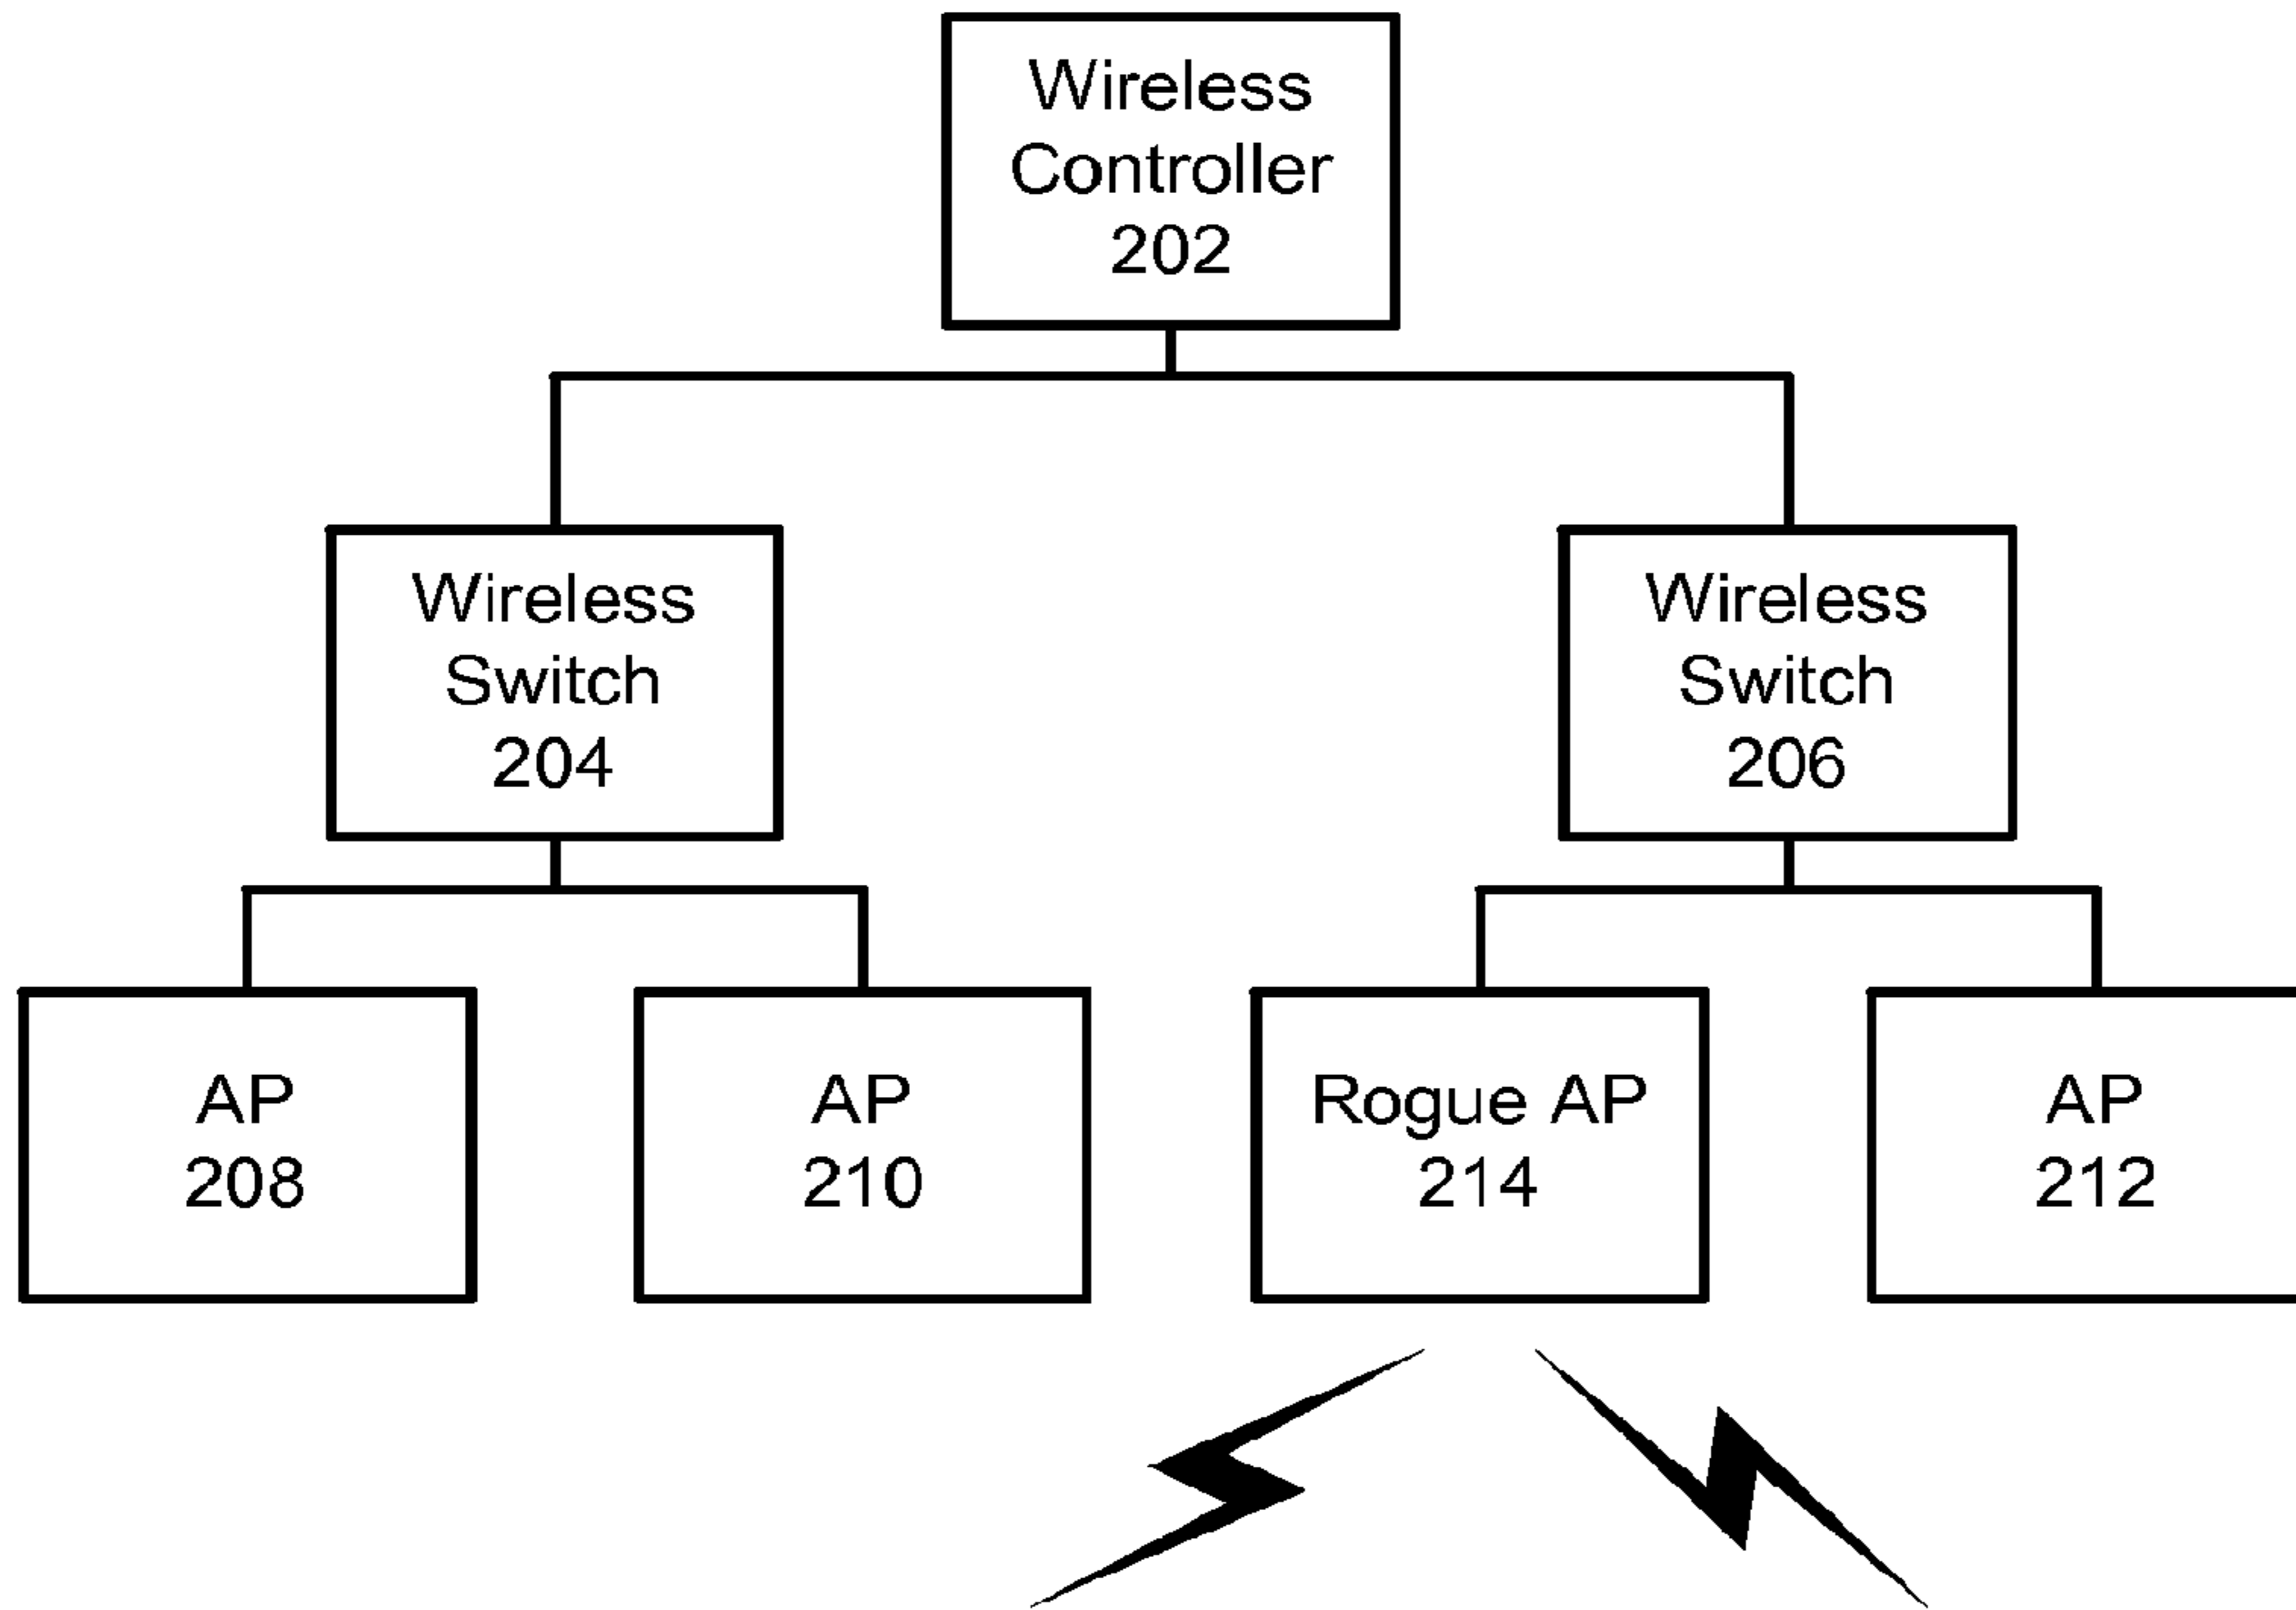 Wireless
Controller
202
Wireless
Switch
204
Wireless
Switch
206
AP
208
AP
210
Rogue AP
214
AP
212